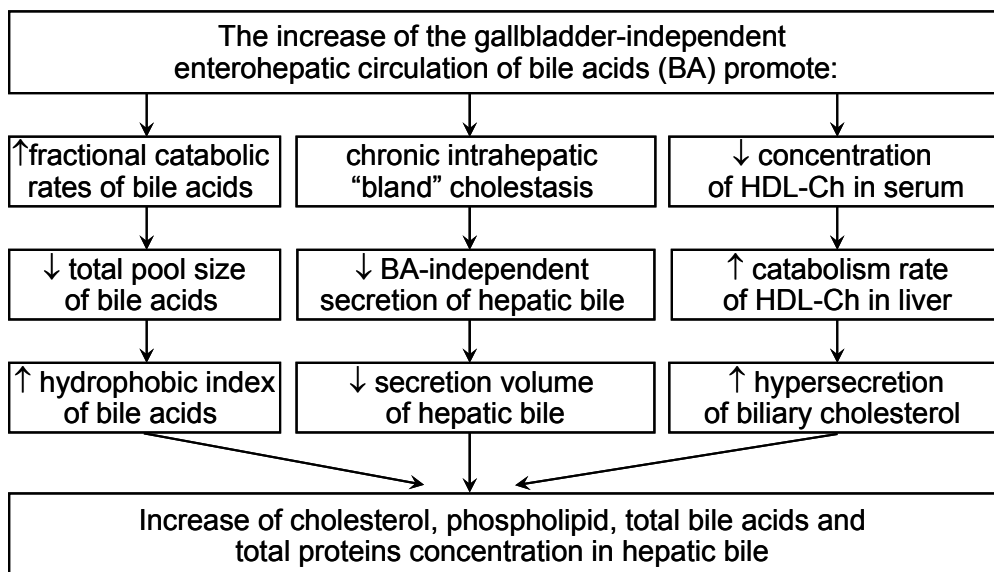 The increase of the gallbladder-independent
enterohepatic circulation of bile acids (BA) promote:
↑fractional catabolic
rates of bile acids
↓ total pool size
of bile acids
↑ hydrophobic index
of bile acids
chronic intrahepatic
“bland” cholestasis
↓ BA-independent
secretion of hepatic bile
↓ secretion volume
of hepatic bile
↓ concentration
of HDL-Ch in serum
↑ catabolism rate
of HDL-Ch in liver
↑ hypersecretion
of biliary cholesterol
Increase of cholesterol, phospholipid, total bile acids and
total proteins concentration in hepatic bile